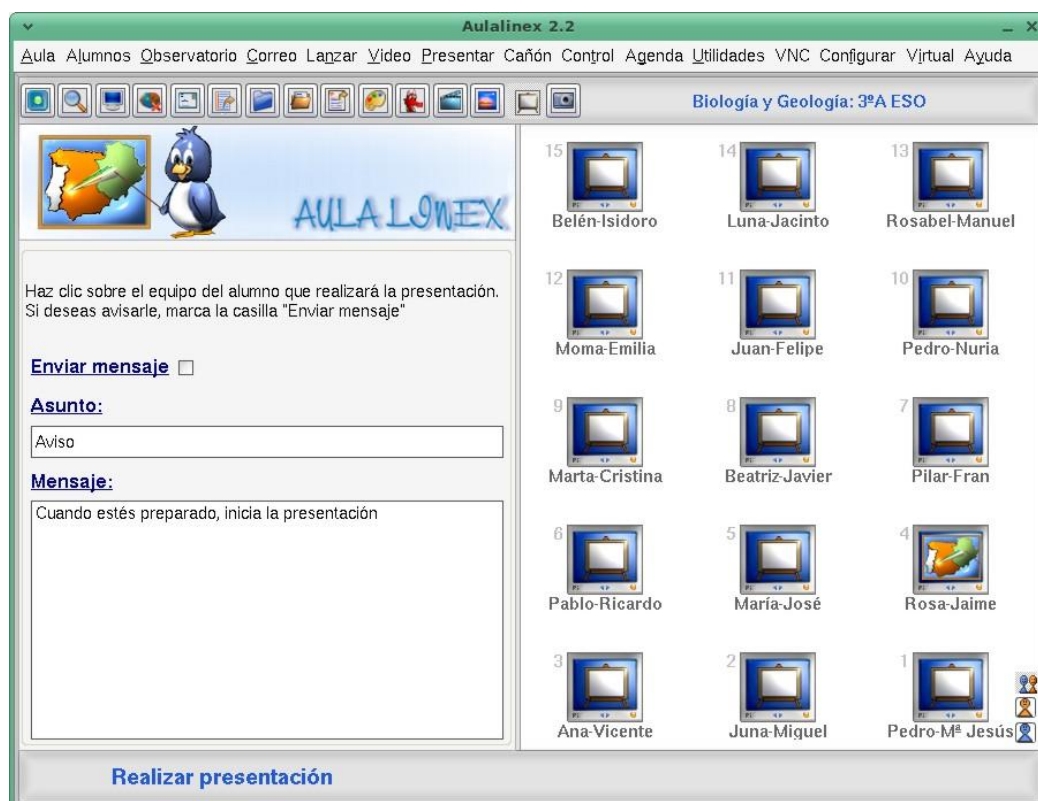 Aulalinex 2.2
Aula Alumnos Observatorio Correo Lanzar Video Presentar Cañón Control Agenda Utilidades VNC Configurar Virtual Ayuda
Biología y Geología: 3ºA ESO
AULA LINEX
Haz clic sobre el equipo del alumno que realizará la presentación.
Si deseas avisarle, marca la casilla "Enviar mensaje"
Enviar mensaje
Asunto:
Aviso
Mensaje:
Cuando estés preparado, inicia la presentación
15 14 13
Belén-Isidoro Luna-Jacinto Rosabel-Manuel
12 11 10
Moma-Emilia Juan-Felipe Pedro-Nuria
9 8 7
Marta-Cristina Beatriz-Javier Pilar-Fran
6 5 4
Pablo-Ricardo María-José Rosa-Jaime
3 2 1
Ana-Vicente Juna-Miguel Pedro-Mª Jesús
Realizar presentación